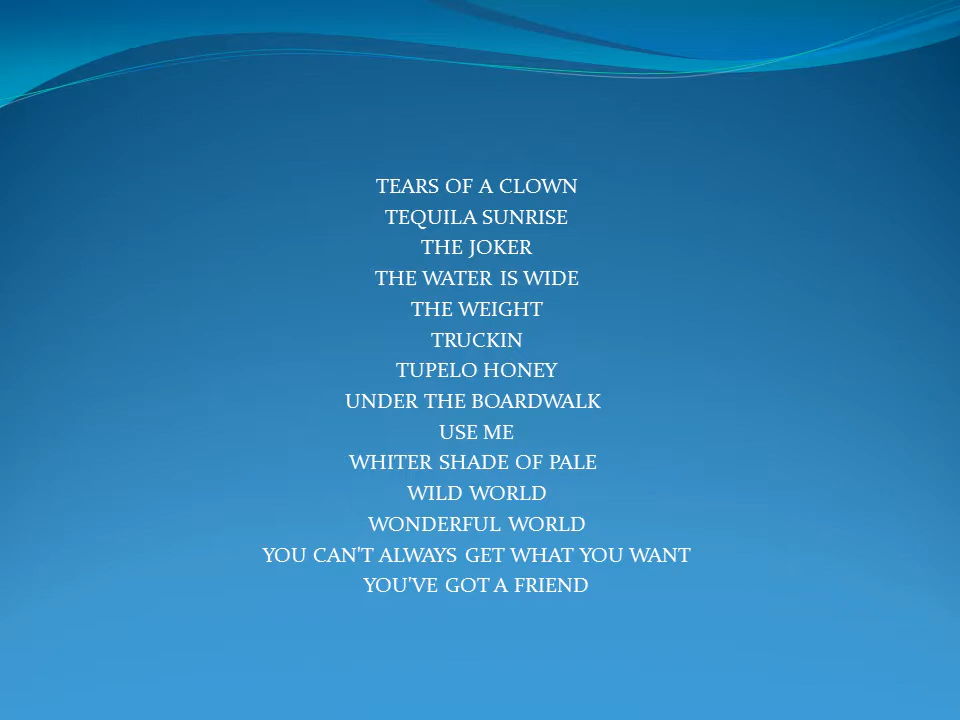 TEARS OF A CLOWN
TEQUILA SUNRISE
THE JOKER
THE WATER IS WIDE
THE WEIGHT
TRUCKIN
TUPELO HONEY
UNDER THE BOARDWALK
USE ME
WHITER SHADE OF PALE
WILD WORLD
WONDERFUL WORLD
YOU CAN'T ALWAYS GET WHAT YOU WANT
YOU'VE GOT A FRIEND